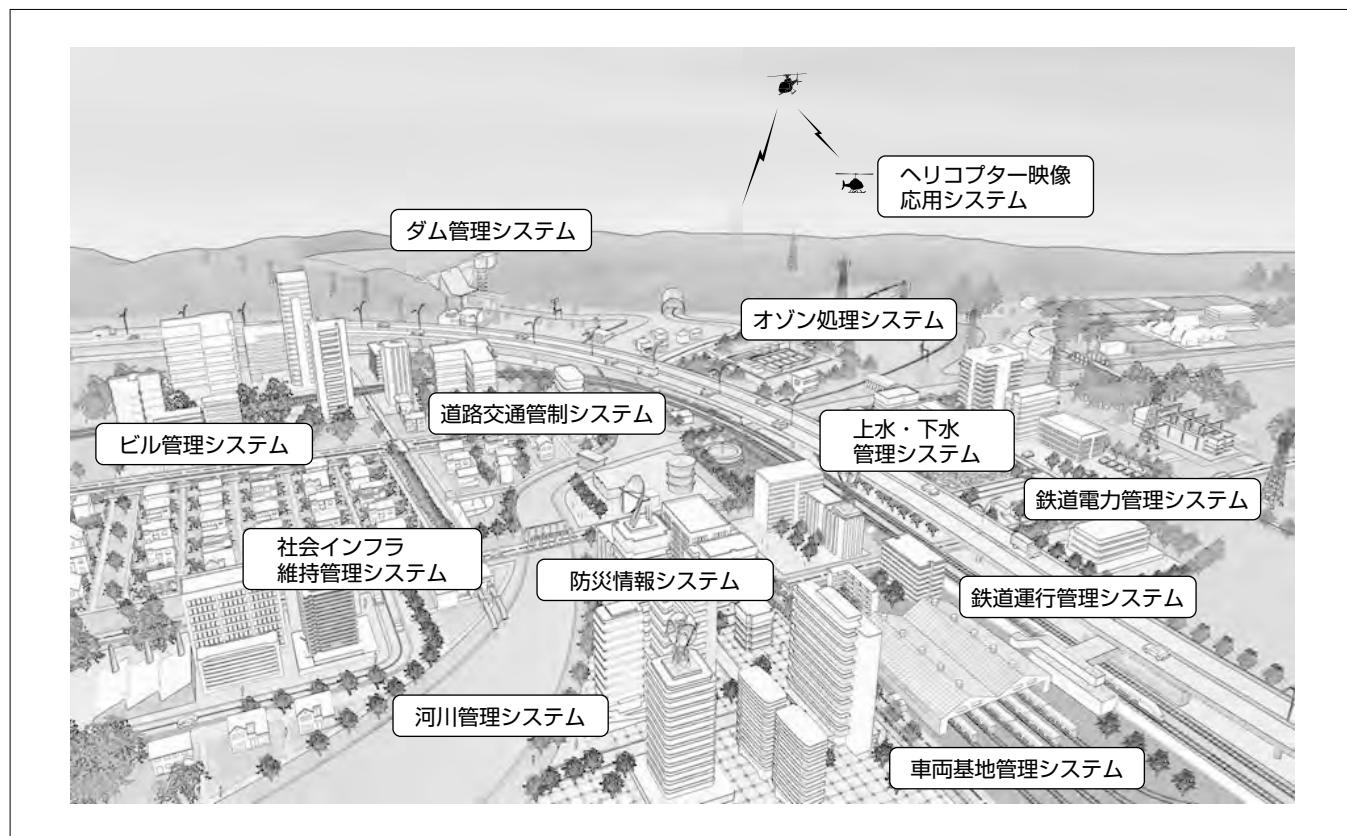 ヘリコプター映像
応用システム
ダム管理システム
オゾン処理システム
道路交通管制システム
ビル管理システム
上水・下水
管理システム
鉄道電力管理システム
社会インフラ
維持管理システム
防災情報システム
鉄道運行管理システム
河川管理システム
車両基地管理システム